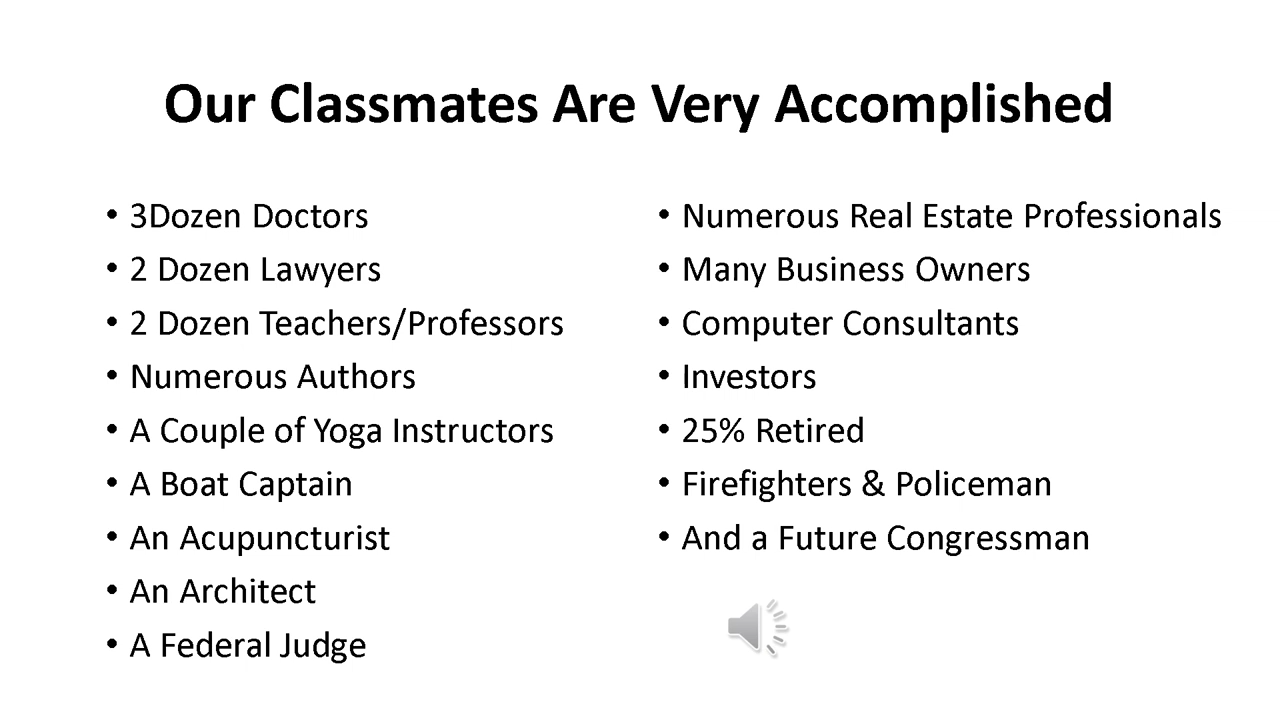 Our Classmates Are Very Accomplished
• 3Dozen Doctors
• 2 Dozen Lawyers
• 2 Dozen Teachers/Professors
• Numerous Authors
• A Couple of Yoga Instructors
• A Boat Captain
• An Acupuncturist
• An Architect
• A Federal Judge
• Numerous Real Estate Professionals
• Many Business Owners
• Computer Consultants
• Investors
• 25% Retired
• Firefighters & Policeman
• And a Future Congressman